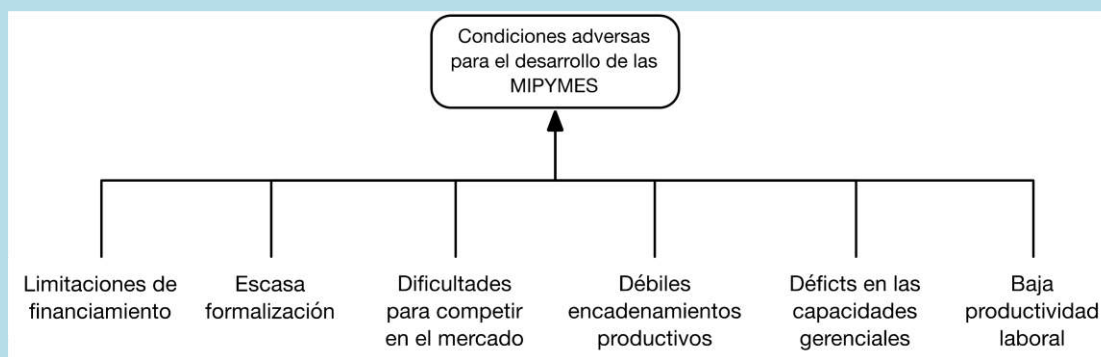 Condiciones adversas
para el desarrollo de las
MIPYMES
Limitaciones de
financiamiento
Escasa
formalización
Dificultades
para competir
en el mercado
Débiles
encadenamientos
productivos
Déficts en las
capacidades
gerenciales
Baja
productividad
laboral